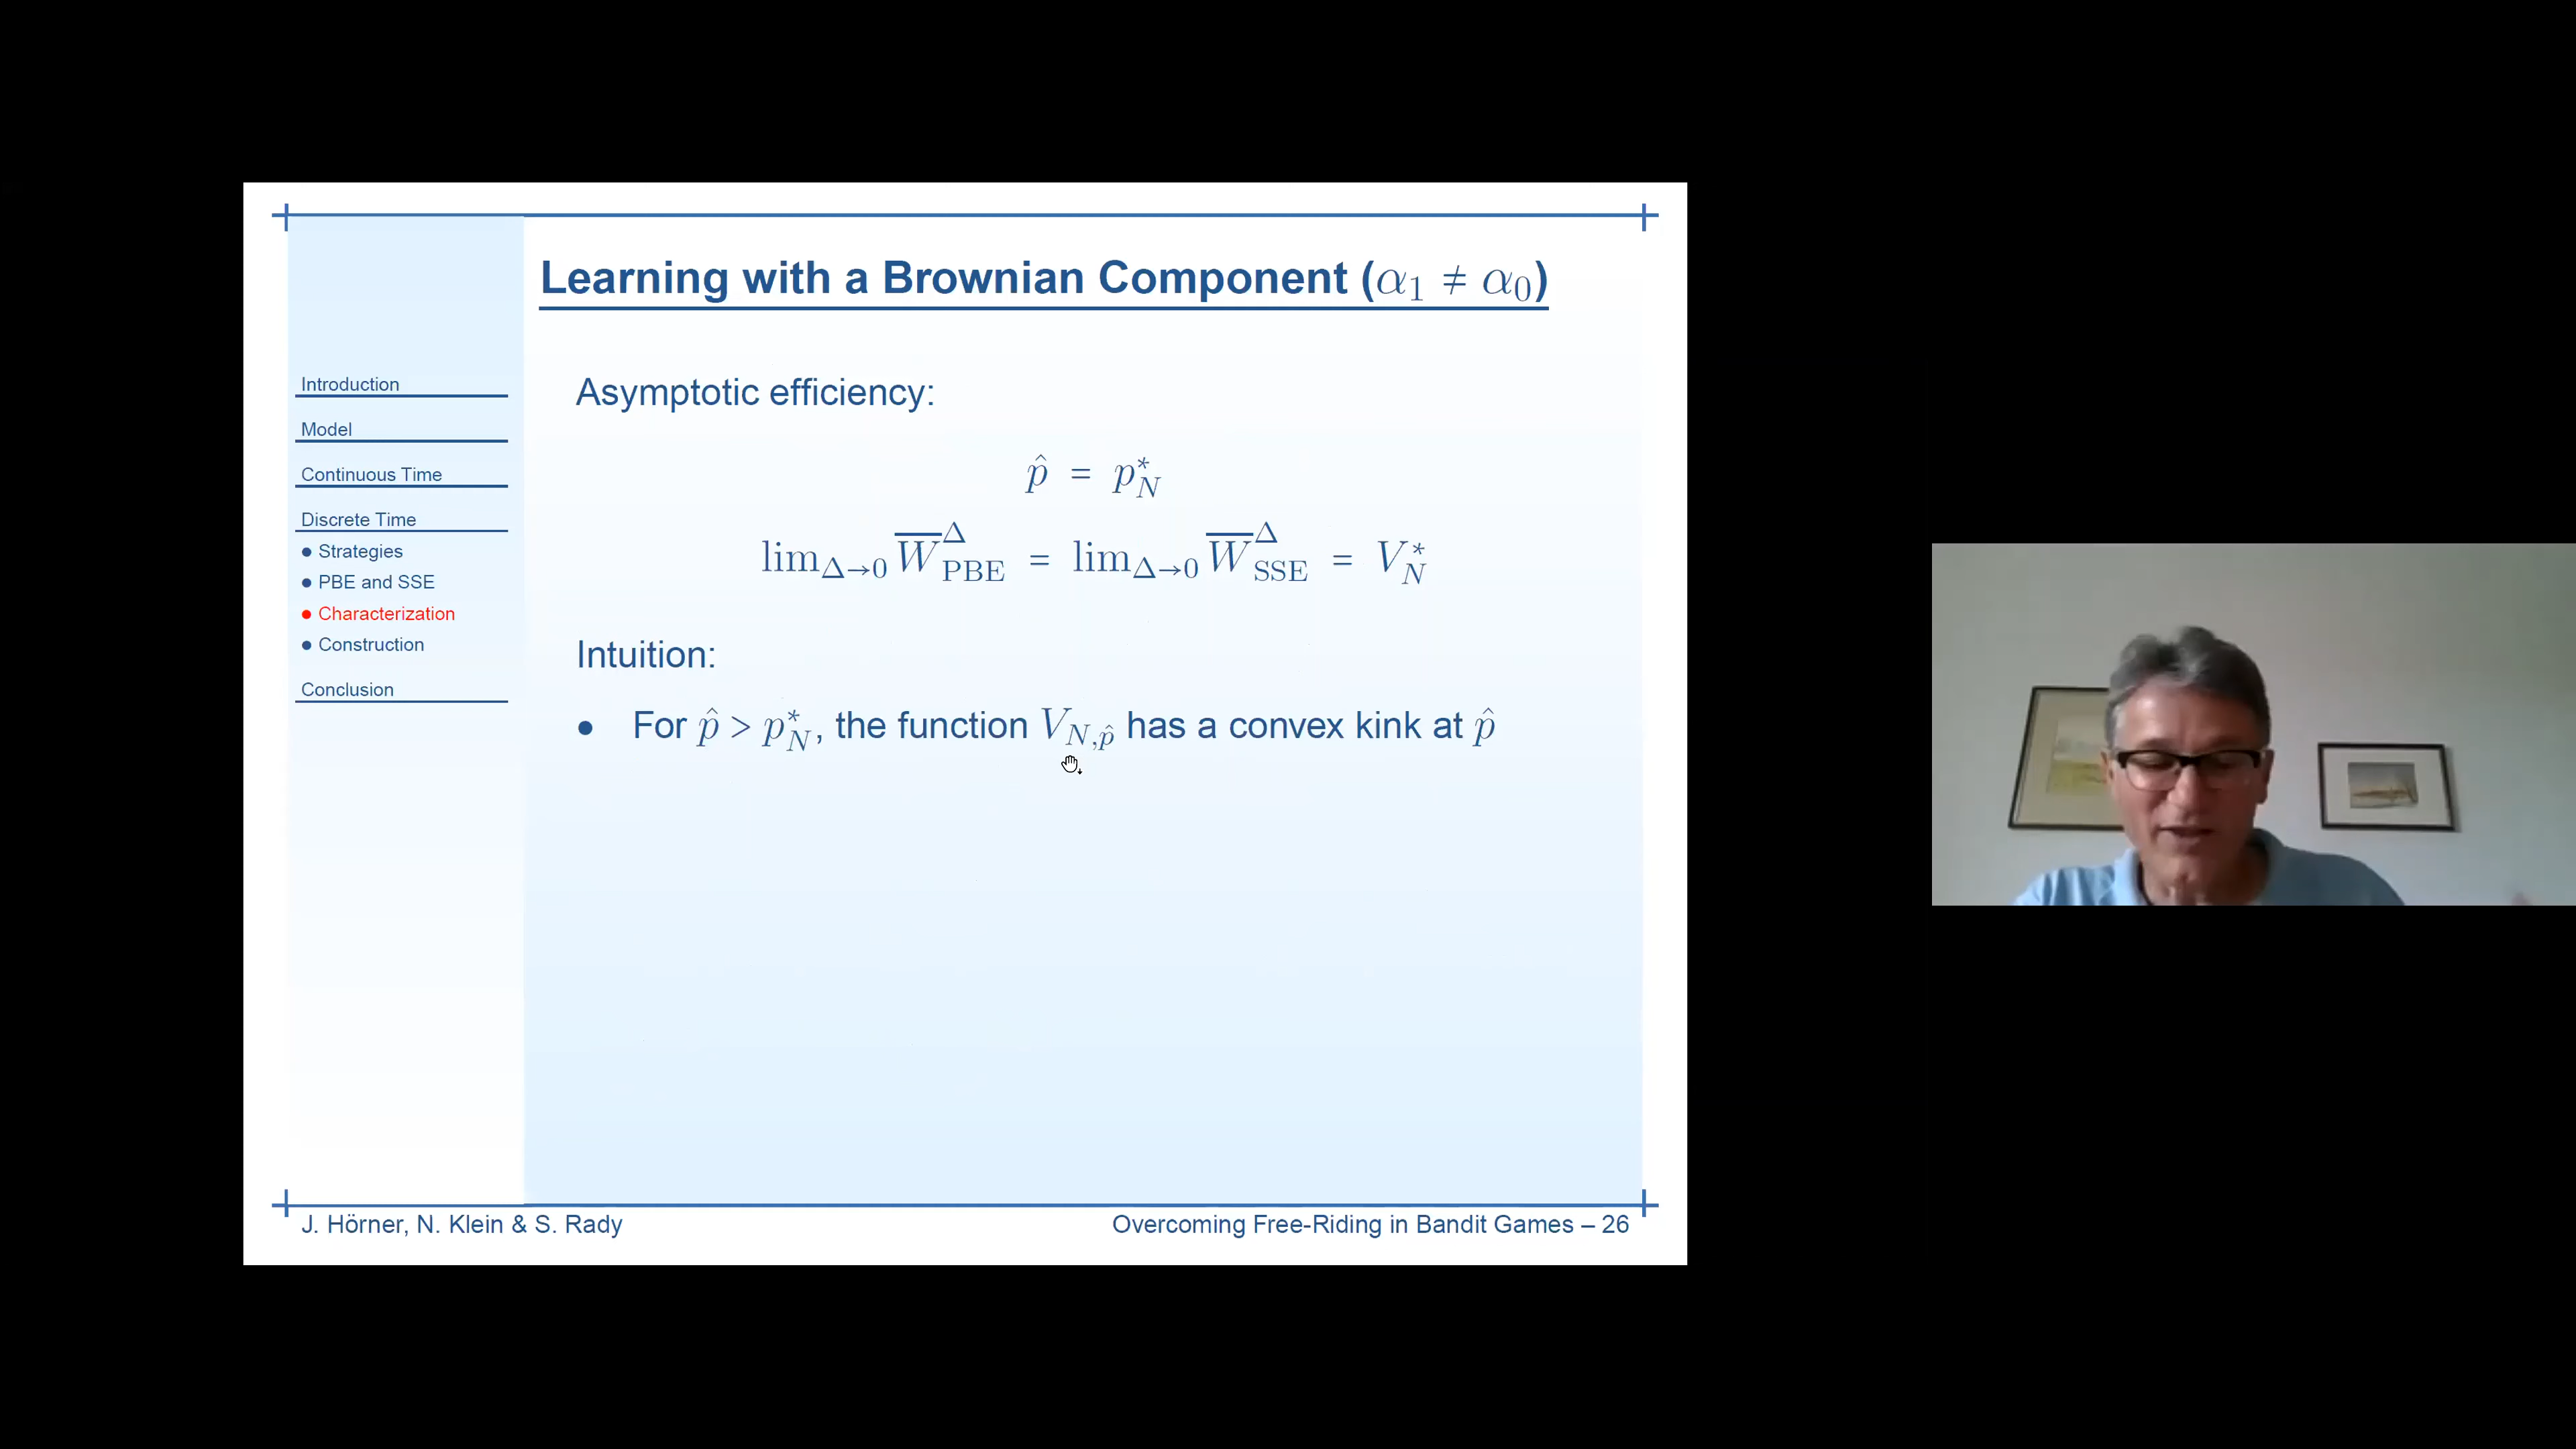 Learning with a Brownian Component (α₁ ≠ α₀)
Introduction
Model
Continuous Time
Discrete Time
● Strategies
● PBE and SSE
● Characterization
● Construction
Conclusion
Asymptotic efficiency:
p̂ = p*_N
lim_{Δ→0} W̅^Δ_PBE = lim_{Δ→0} W̅^Δ_SSE = V*_N
Intuition:
● For p̂ > p*_N, the function V_{N,p̂} has a convex kink at p̂
J. Hörner, N. Klein & S. Rady
Overcoming Free-Riding in Bandit Games – 26